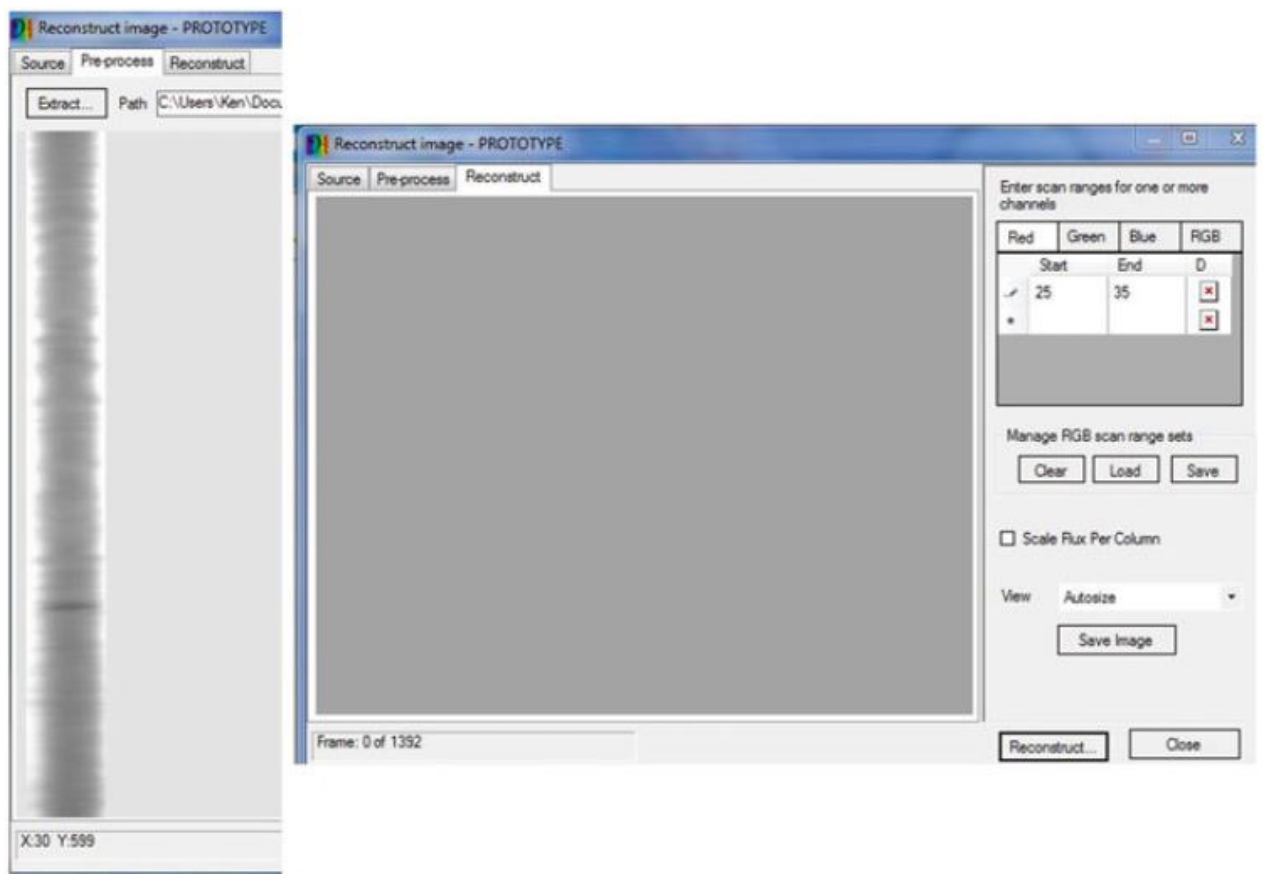 Reconstruct image - PROTOTYPE
Source Pre-process Reconstruct
Extract... Path C:\Users\Ken\Docu
X:30 Y:599
Reconstruct image - PROTOTYPE
Source Pre-process Reconstruct
Frame: 0 of 1392
Enter scan ranges for one or more
channels
Red Green Blue RGB
Start End D
25 35
Manage RGB scan range sets
Clear Load Save
Scale Flux Per Column
View Autosize
Save Image
Reconstruct... Close